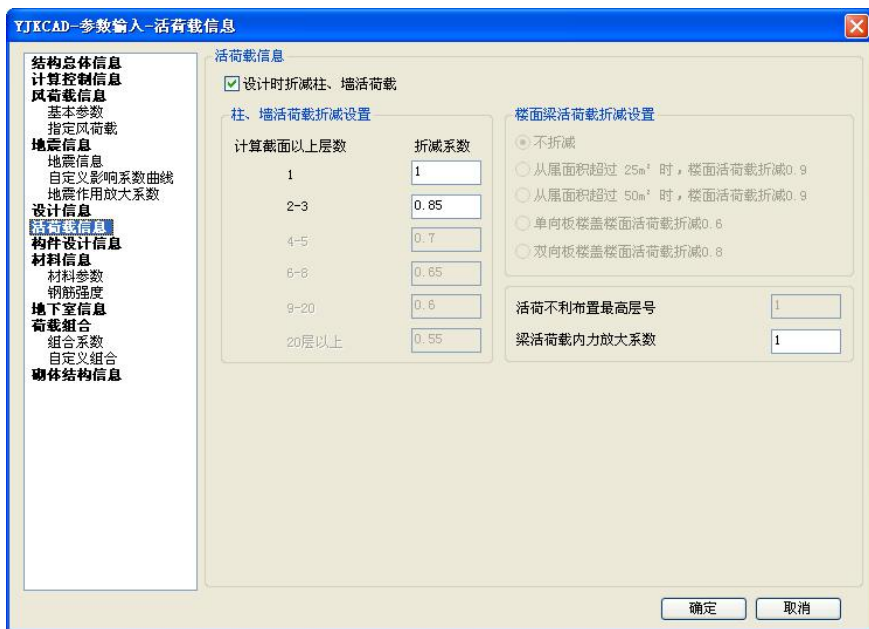 YJKCAD-参数输入-活荷载信息
结构总体信息
计算控制信息
风荷载信息
基本参数
指定风荷载
地震信息
地震信息
自定义影响系数曲线
地震作用放大系数
设计信息
活荷载信息
构件设计信息
材料信息
材料参数
钢筋强度
地下室信息
荷载组合
组合系数
自定义组合
砌体结构信息
活荷载信息
设计时折减柱、墙活荷载
柱、墙活荷载折减设置
计算截面以上层数 折减系数
1 1
2-3 0.85
4-5 0.7
6-8 0.65
9-20 0.6
20层以上 0.55
楼面梁活荷载折减设置
不折减
从属面积超过 25m² 时，楼面活荷载折减0.9
从属面积超过 50m² 时，楼面活荷载折减0.9
单向板楼盖楼面活荷载折减0.6
双向板楼盖楼面活荷载折减0.8
活荷不利布置最高层号 1
梁活荷载内力放大系数 1
确定 取消